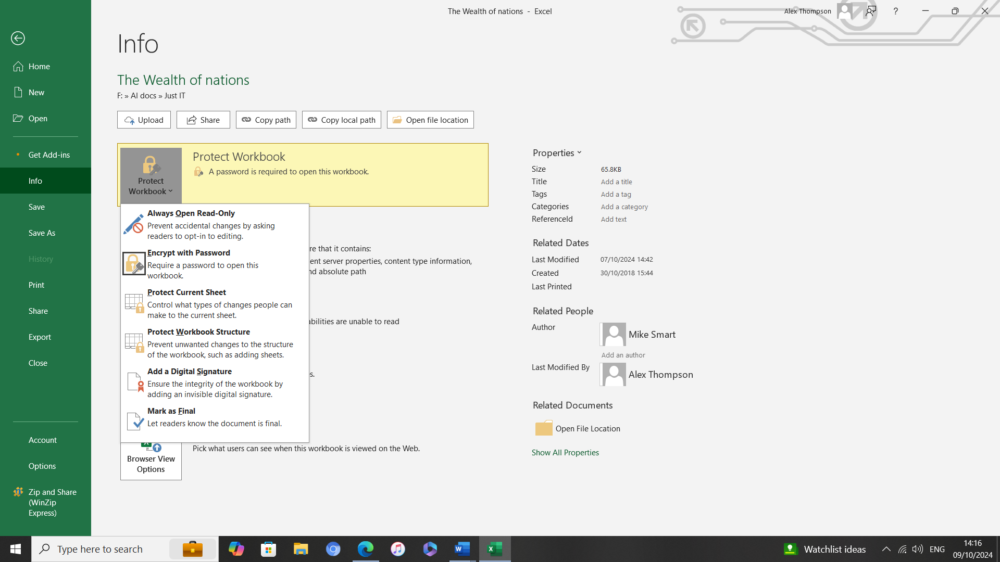 The Wealth of nations - Excel
Alex Thompson
?
Info
Home
New
Open
Get Add-ins
Info
Save
Save As
History
Print
Share
Export
Close
Account
Options
Zip and Share
(WinZip
Express)
The Wealth of nations
F: » AI docs » Just IT
Upload
Share
Copy path
Copy local path
Open file location
Protect
Workbook
Protect Workbook
A password is required to open this workbook.
Always Open Read-Only
Prevent accidental changes by asking
readers to opt-in to editing.
Encrypt with Password
Require a password to open this
workbook.
Protect Current Sheet
Control what types of changes people can
make to the current sheet.
Protect Workbook Structure
Prevent unwanted changes to the structure
of the workbook, such as adding sheets.
Add a Digital Signature
Ensure the integrity of the workbook by
adding an invisible digital signature.
Mark as Final
Let readers know the document is final.
re that it contains:
ent server properties, content type information,
nd absolute path
abilities are unable to read
s.
Browser View
Options
Pick what users can see when this workbook is viewed on the Web.
Properties
Size 65.8KB
Title Add a title
Tags Add a tag
Categories Add a category
ReferenceId Add text
Related Dates
Last Modified 07/10/2024 14:42
Created 30/10/2018 15:44
Last Printed
Related People
Author Mike Smart
Add an author
Last Modified By Alex Thompson
Related Documents
Open File Location
Show All Properties
Type here to search
Watchlist ideas
ENG
14:16
09/10/2024